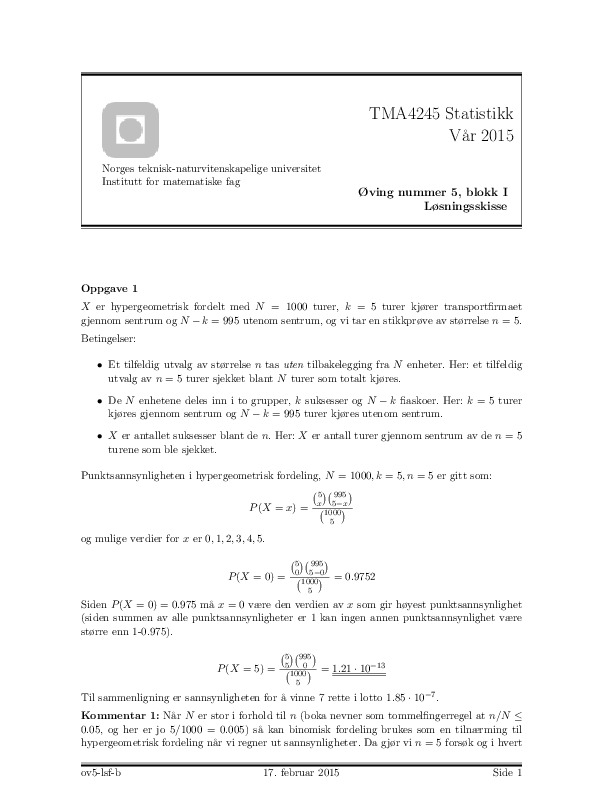 TMA4245 Statistikk
Vår 2015
Norges teknisk-naturvitenskapelige universitet
Institutt for matematiske fag
Øving nummer 5, blokk I
Løsningsskisse
Oppgave 1
X er hypergeometrisk fordelt med N = 1000 turer, k = 5 turer kjører transportfirmaet
gjennom sentrum og N − k = 995 utenom sentrum, og vi tar en stikkprøve av størrelse n = 5.
Betingelser:
• Et tilfeldig utvalg av størrelse n tas uten tilbakelegging fra N enheter. Her: et tilfeldig
utvalg av n = 5 turer sjekket blant N turer som totalt kjøres.
• De N enhetene deles inn i to grupper, k suksesser og N − k fiaskoer. Her: k = 5 turer
kjøres gjennom sentrum og N − k = 995 turer kjøres utenom sentrum.
• X er antallet suksesser blant de n. Her: X er antall turer gjennom sentrum av de n = 5
turene som ble sjekket.
Punktsannsynligheten i hypergeometrisk fordeling, N = 1000, k = 5, n = 5 er gitt som:
P(X = x) = \frac{\binom{5}{x}\binom{995}{5−x}}{\binom{1000}{5}}
og mulige verdier for x er 0, 1, 2, 3, 4, 5.
P(X = 0) = \frac{\binom{5}{0}\binom{995}{5−0}}{\binom{1000}{5}} = 0.9752
Siden P(X = 0) = 0.975 må x = 0 være den verdien av x som gir høyest punktsannsynlighet
(siden summen av alle punktsannsynligheter er 1 kan ingen annen punktsannsynlighet være
større enn 1-0.975).
P(X = 5) = \frac{\binom{5}{5}\binom{995}{0}}{\binom{1000}{5}} = 1.21 · 10^{−13}
Til sammenligning er sannsynligheten for å vinne 7 rette i lotto 1.85 · 10^{−7}.
Kommentar 1: Når N er stor i forhold til n (boka nevner som tommelfingerregel at n/N ≤
0.05, og her er jo 5/1000 = 0.005) så kan binomisk fordeling brukes som en tilnærming til
hypergeometrisk fordeling når vi regner ut sannsynligheter. Da gjør vi n = 5 forsøk og i hvert
ov5-lsf-b 17. februar 2015 Side 1